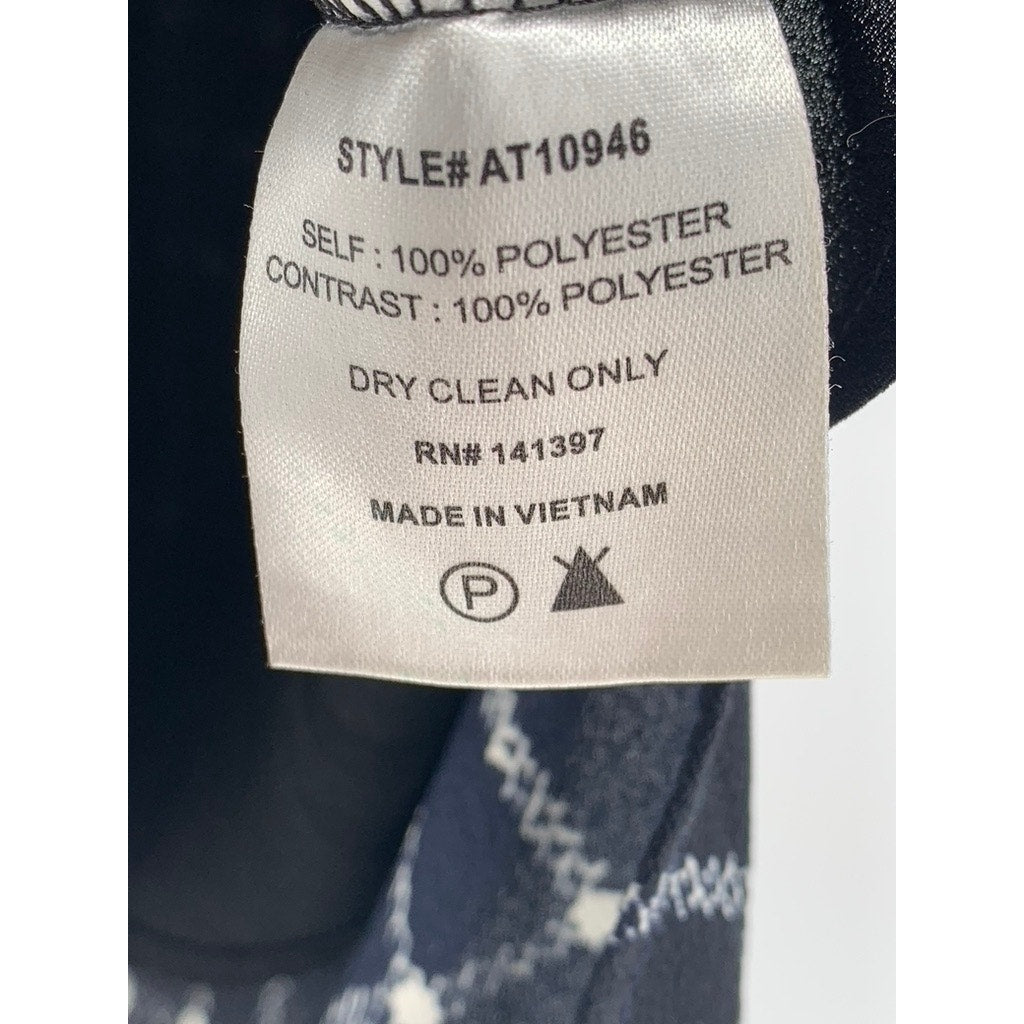 STYLE# AT10946
SELF : 100% POLYESTER
CONTRAST : 100% POLYESTER
DRY CLEAN ONLY
RN# 141397
MADE IN VIETNAM
P